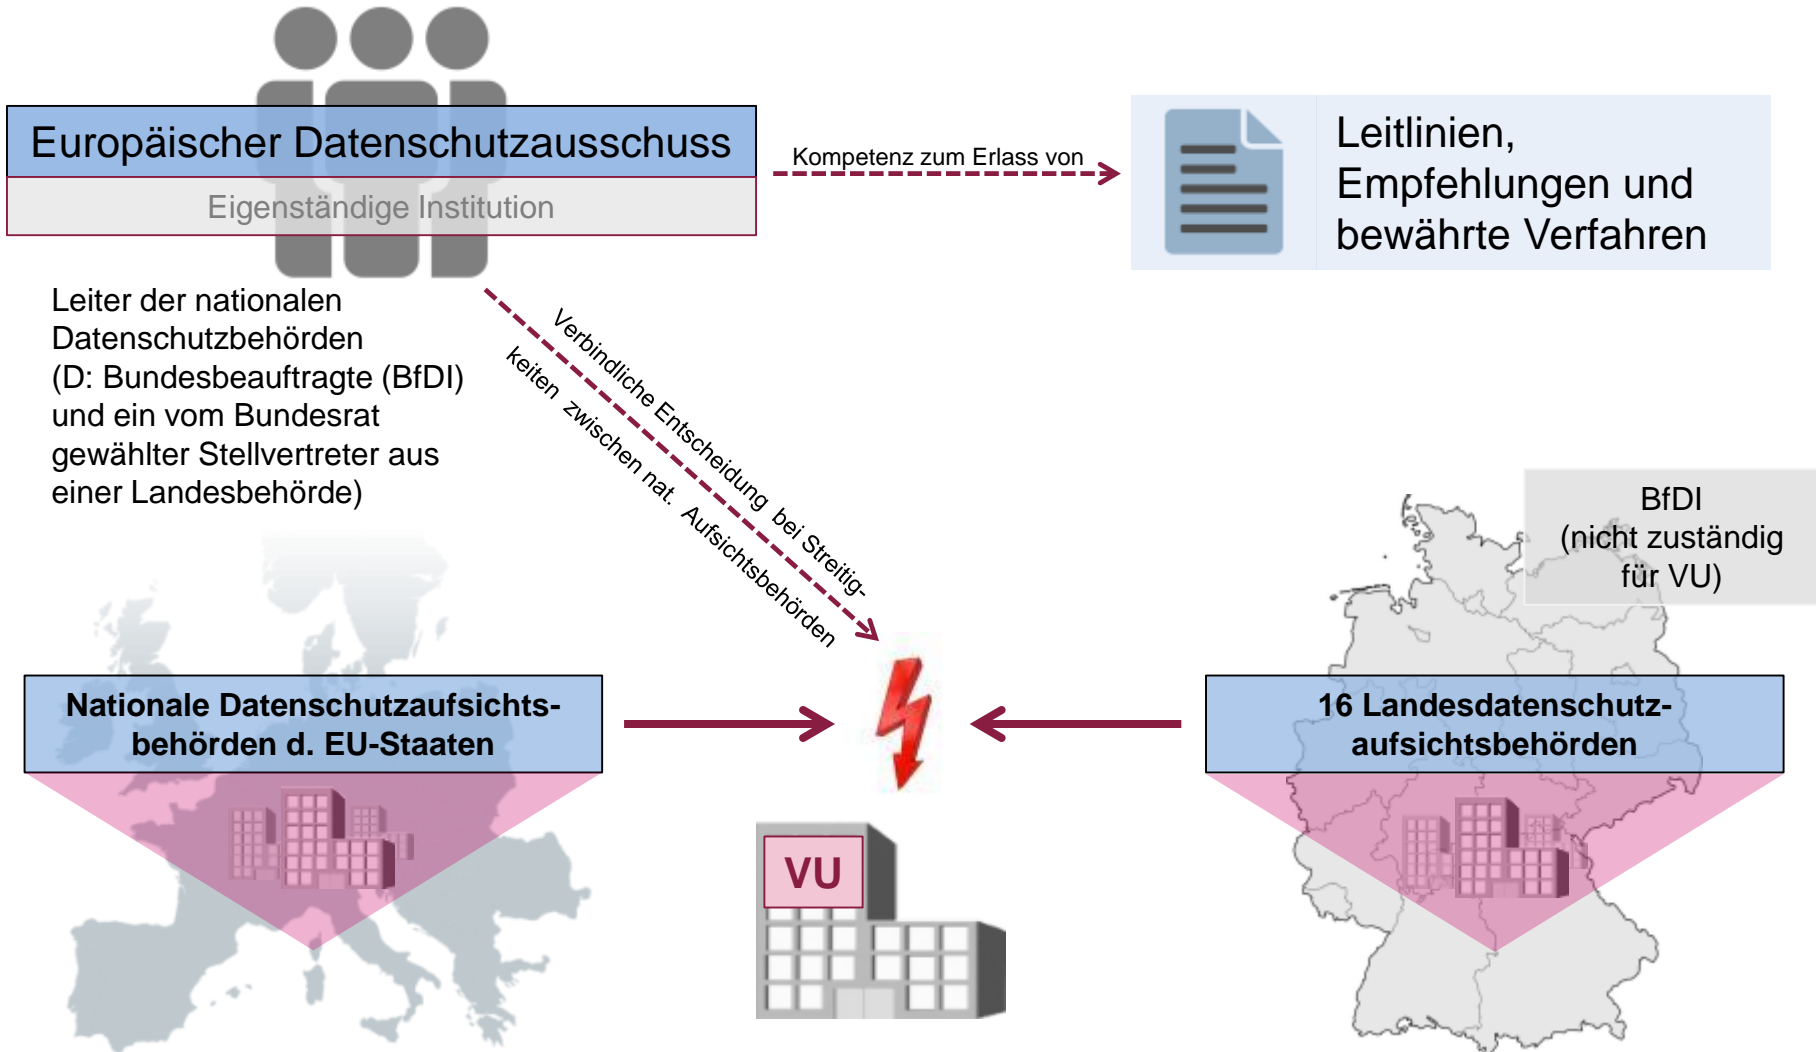 Europäischer Datenschutzausschuss
Eigenständige Institution
Kompetenz zum Erlass von
Leitlinien,
Empfehlungen und
bewährte Verfahren
Leiter der nationalen
Datenschutzbehörden
(D: Bundesbeauftragte (BfDI)
und ein vom Bundesrat
gewählter Stellvertreter aus
einer Landesbehörde)
Verbindliche Entscheidung bei Streitig-
keiten zwischen nat. Aufsichtsbehörden
BfDI
(nicht zuständig
für VU)
Nationale Datenschutzaufsichts-
behörden d. EU-Staaten
16 Landesdatenschutz-
aufsichtsbehörden
VU